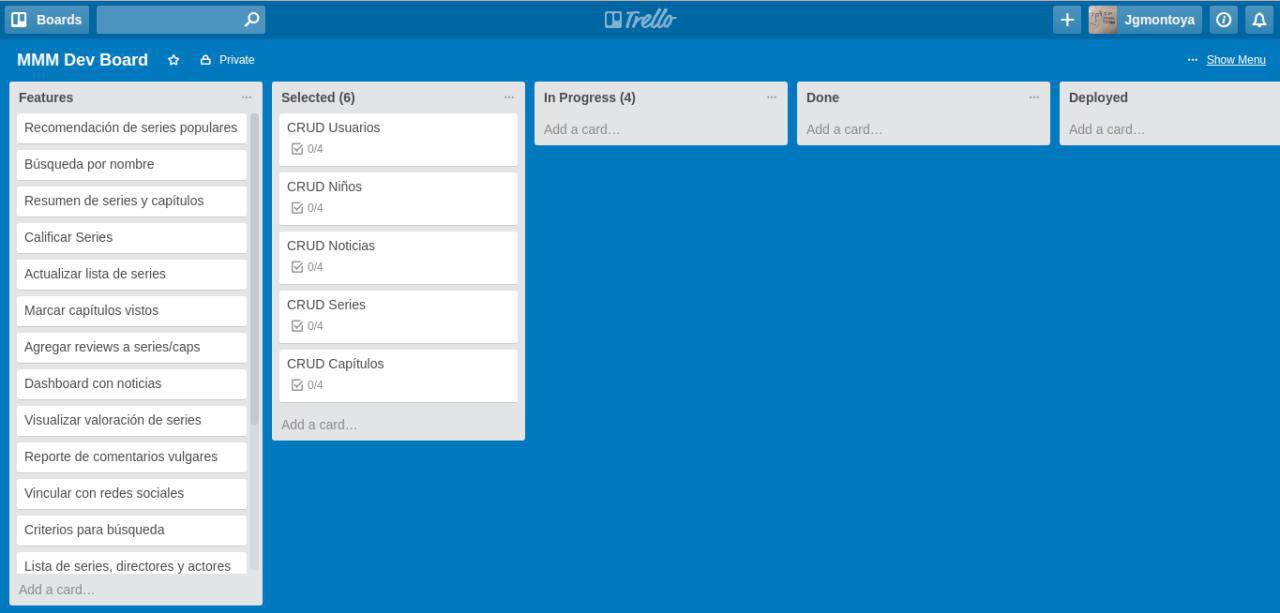 Boards
Trello
Jgmontoya
MMM Dev Board
Private
Show Menu
Features
Recomendación de series populares
Búsqueda por nombre
Resumen de series y capítulos
Calificar Series
Actualizar lista de series
Marcar capítulos vistos
Agregar reviews a series/caps
Dashboard con noticias
Visualizar valoración de series
Reporte de comentarios vulgares
Vincular con redes sociales
Criterios para búsqueda
Lista de series, directores y actores
Add a card…
Selected (6)
CRUD Usuarios
0/4
CRUD Niños
0/4
CRUD Noticias
0/4
CRUD Series
0/4
CRUD Capítulos
0/4
Add a card…
In Progress (4)
Add a card…
Done
Add a card…
Deployed
Add a card…